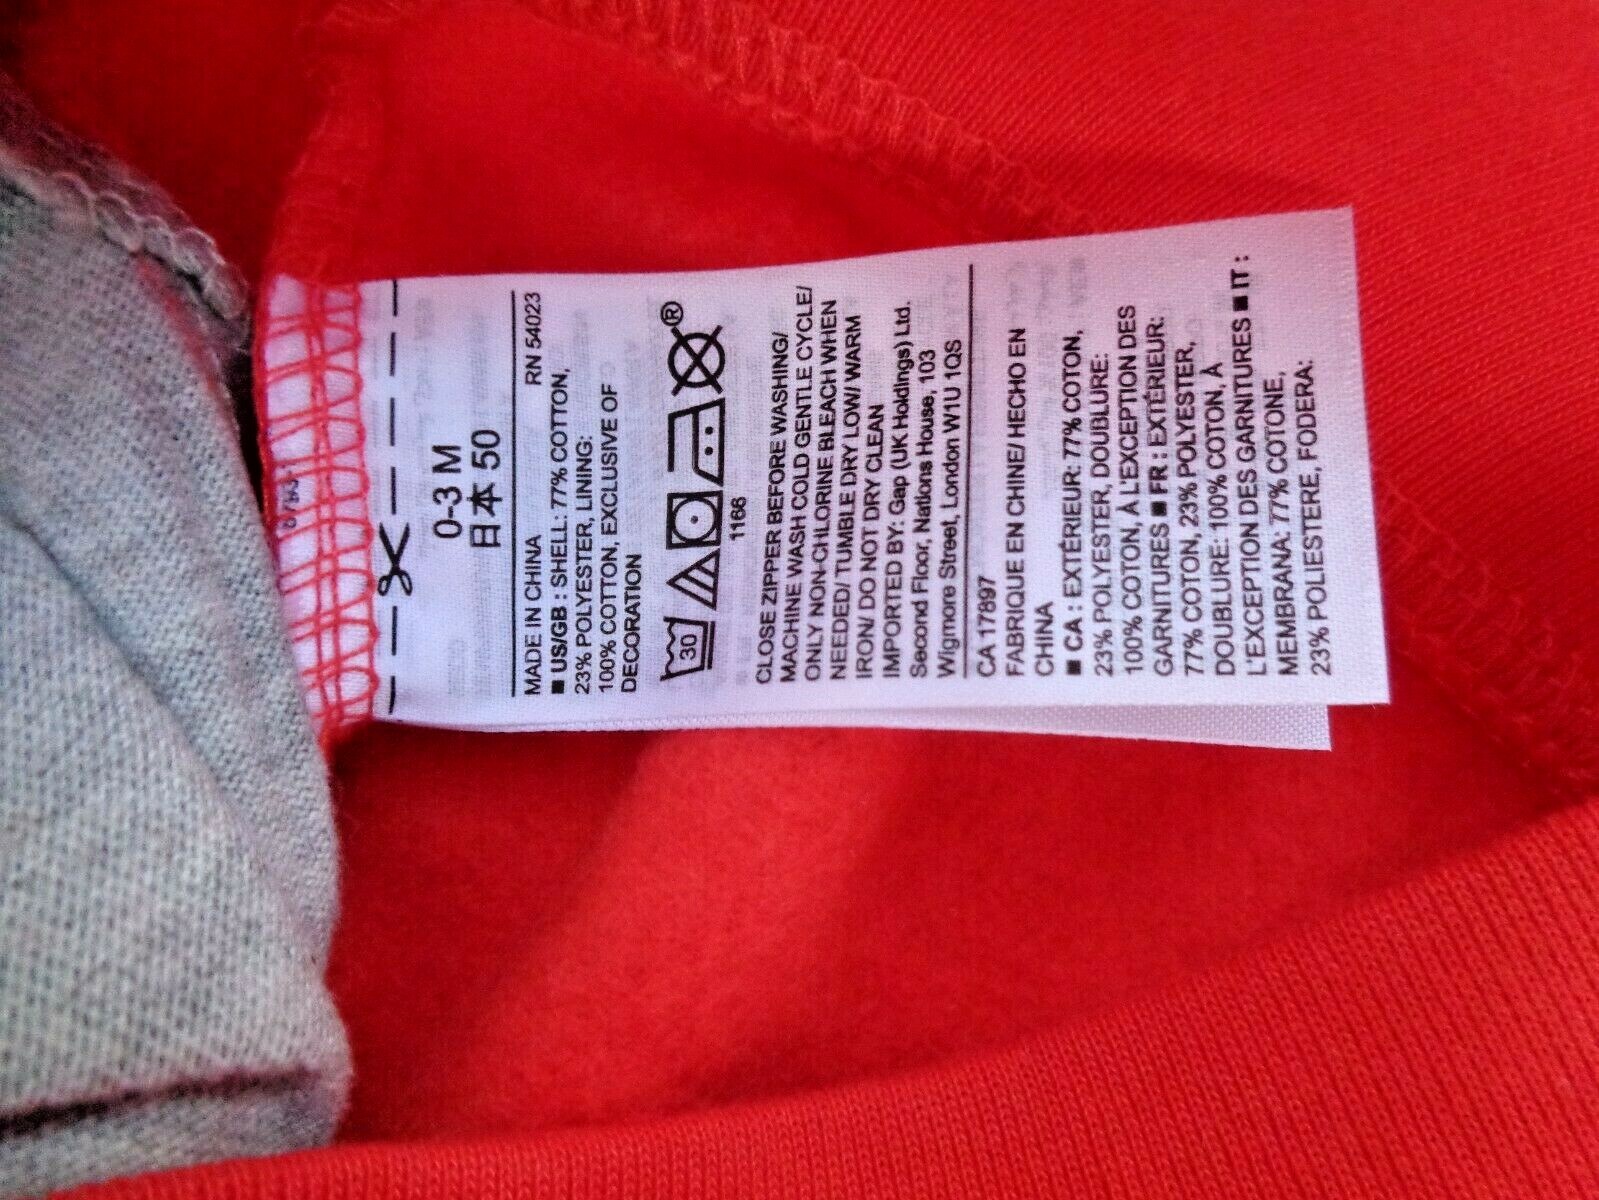 0-3 M
日本 50
MADE IN CHINA RN 54023
■ US/GB : SHELL: 77% COTTON,
23% POLYESTER, LINING:
100% COTTON, EXCLUSIVE OF
DECORATION
30
®
1166
CLOSE ZIPPER BEFORE WASHING/
MACHINE WASH COLD GENTLE CYCLE/
ONLY NON-CHLORINE BLEACH WHEN
NEEDED/ TUMBLE DRY LOW/ WARM
IRON/ DO NOT DRY CLEAN
IMPORTED BY: Gap (UK Holdings) Ltd.
Second Floor, Nations House, 103
Wigmore Street, London W1U 1QS
CA 17897
FABRIQUE EN CHINE/ HECHO EN
CHINA
■ CA : EXTÉRIEUR: 77% COTON,
23% POLYESTER, DOUBLURE:
100% COTON, À L'EXCEPTION DES
GARNITURES ■ FR : EXTÉRIEUR:
77% COTON, 23% POLYESTER,
DOUBLURE: 100% COTON, À
L'EXCEPTION DES GARNITURES ■ IT :
MEMBRANA: 77% COTONE,
23% POLIESTERE, FODERA: